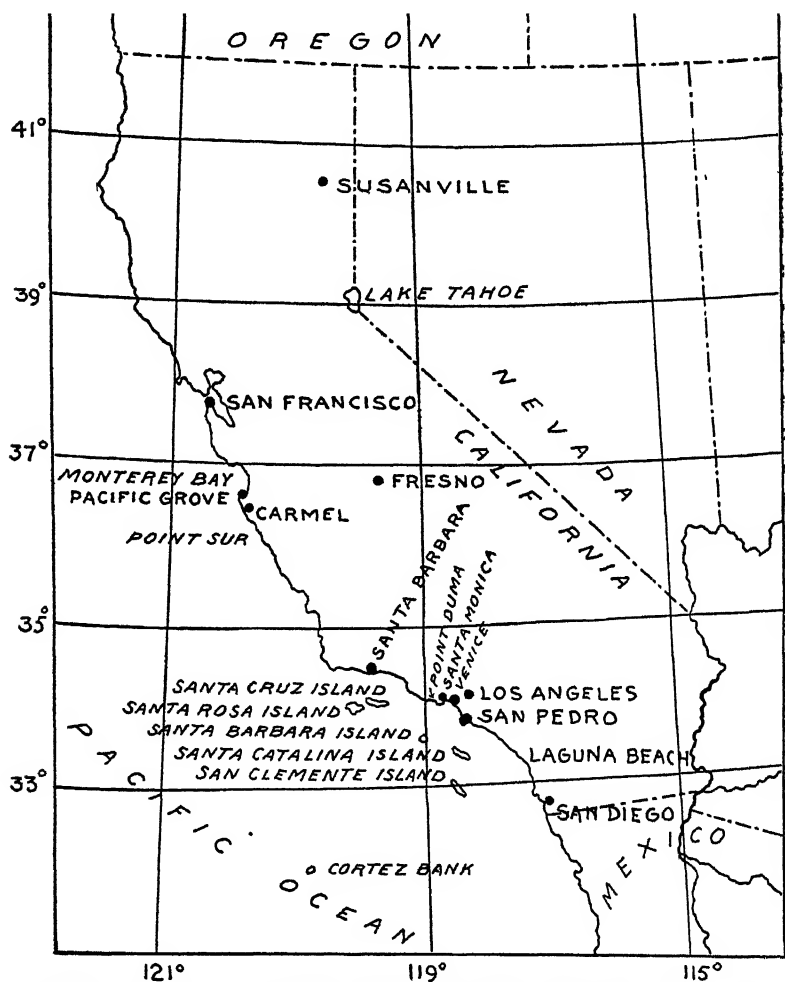 OREGON
41°
SUSANVILLE
39°
LAKE TAHOE
NEVADA
SAN FRANCISCO
CALIFORNIA
37°
MONTEREY BAY
FRESNO
PACIFIC GROVE
CARMEL
POINT SUR
SANTA BARBARA
POINT DUMA
SANTA MONICA
VENICE
35°
SANTA CRUZ ISLAND
LOS ANGELES
SANTA ROSA ISLAND
SAN PEDRO
SANTA BARBARA ISLAND
SANTA CATALINA ISLAND
LAGUNA BEACH
SAN CLEMENTE ISLAND
33°
SAN DIEGO
MEXICO
PACIFIC OCEAN
CORTEZ BANK
121°
119°
115°